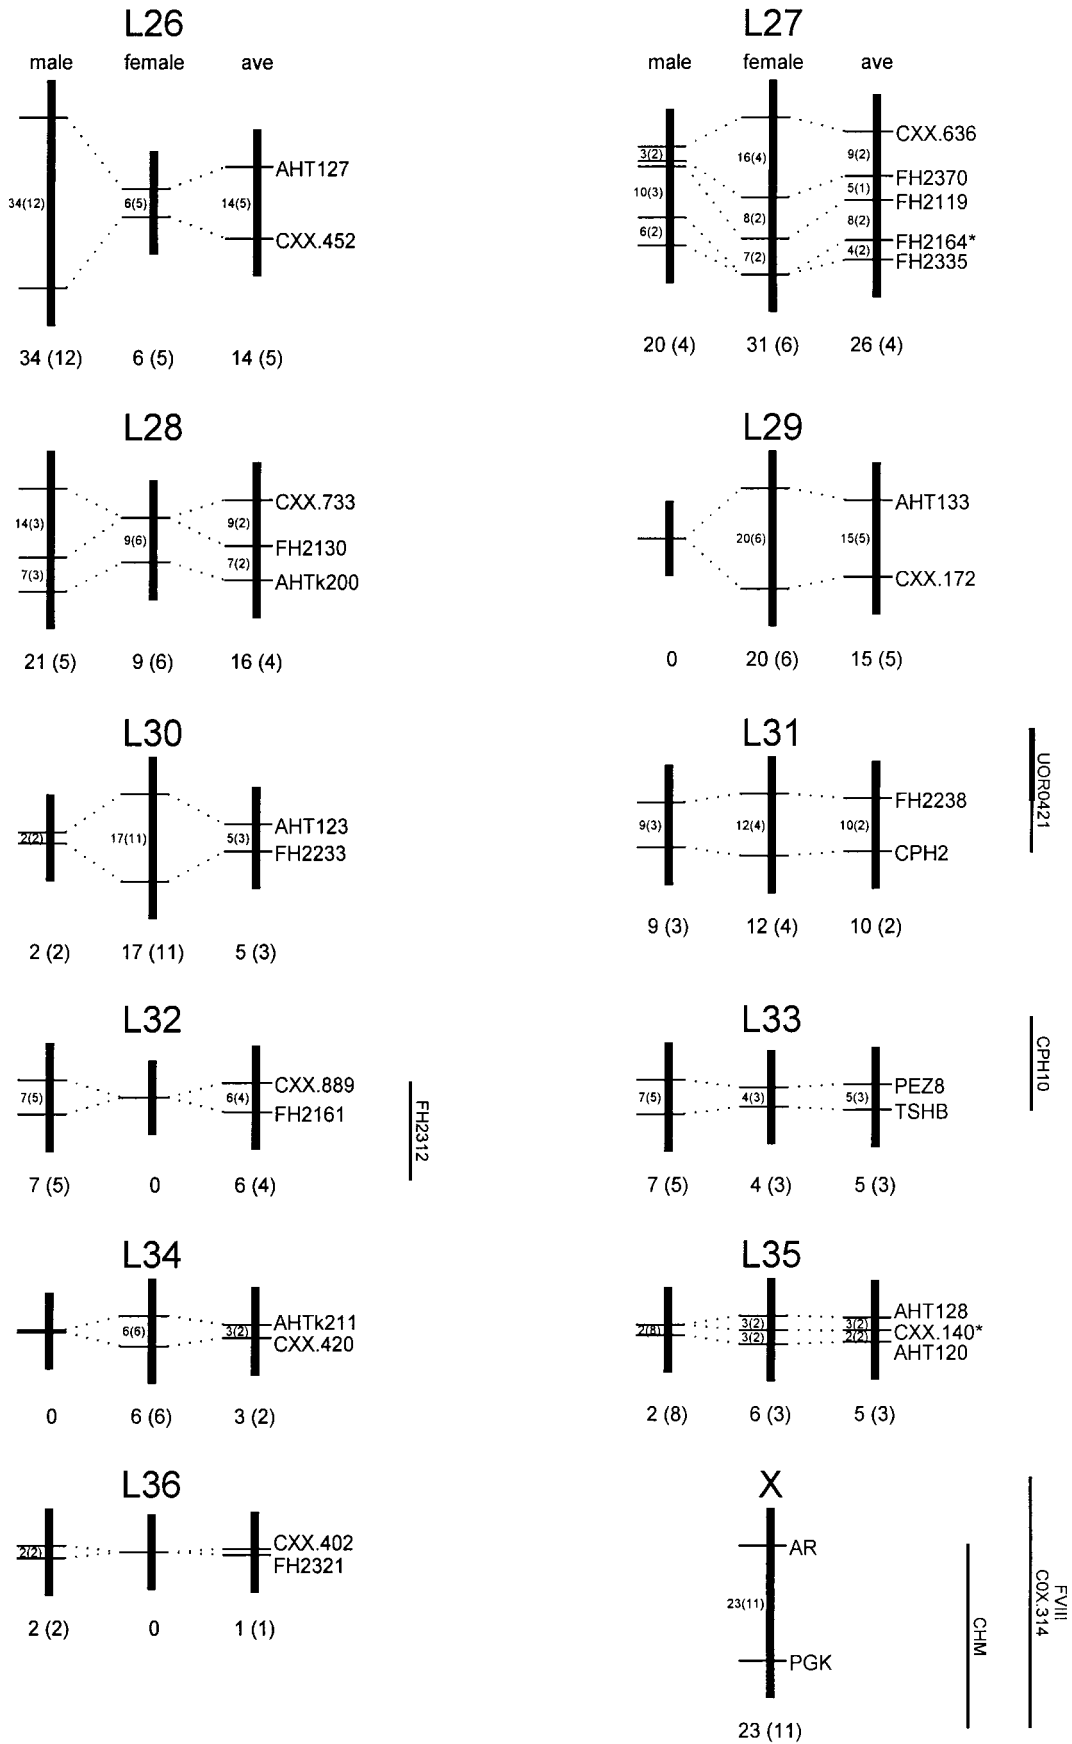 L26
male female ave
34(12) 6(5) 14(5)
AHT127
CXX.452
34 (12) 6 (5) 14 (5)
L27
male female ave
3(2)
10(3)
6(2)
16(4)
8(2)
7(2)
9(2)
5(1)
8(2)
4(2)
CXX.636
FH2370
FH2119
FH2164*
FH2335
20 (4) 31 (6) 26 (4)
L28
14(3)
7(3)
9(6)
9(2)
7(2)
CXX.733
FH2130
AHTk200
21 (5) 9 (6) 16 (4)
L29
20(6) 15(5)
AHT133
CXX.172
0 20 (6) 15 (5)
L30
2(2) 17(11) 5(3)
AHT123
FH2233
2 (2) 17 (11) 5 (3)
L31
9(3) 12(4) 10(2)
FH2238
CPH2
UOR0421
9 (3) 12 (4) 10 (2)
L32
7(5) 6(4)
CXX.889
FH2161
FH2312
7 (5) 0 6 (4)
L33
7(5) 4(3) 5(3)
PEZ8
TSHB
CPH10
7 (5) 4 (3) 5 (3)
L34
6(6) 3(2)
AHTk211
CXX.420
0 6 (6) 3 (2)
L35
2(8)
3(2)
3(2)
3(2)
2(2)
AHT128
CXX.140*
AHT120
2 (8) 6 (3) 5 (3)
L36
2(2)
CXX.402
FH2321
2 (2) 0 1 (1)
X
AR
23(11)
PGK
CHM
FVIII
C0X.314
23 (11)